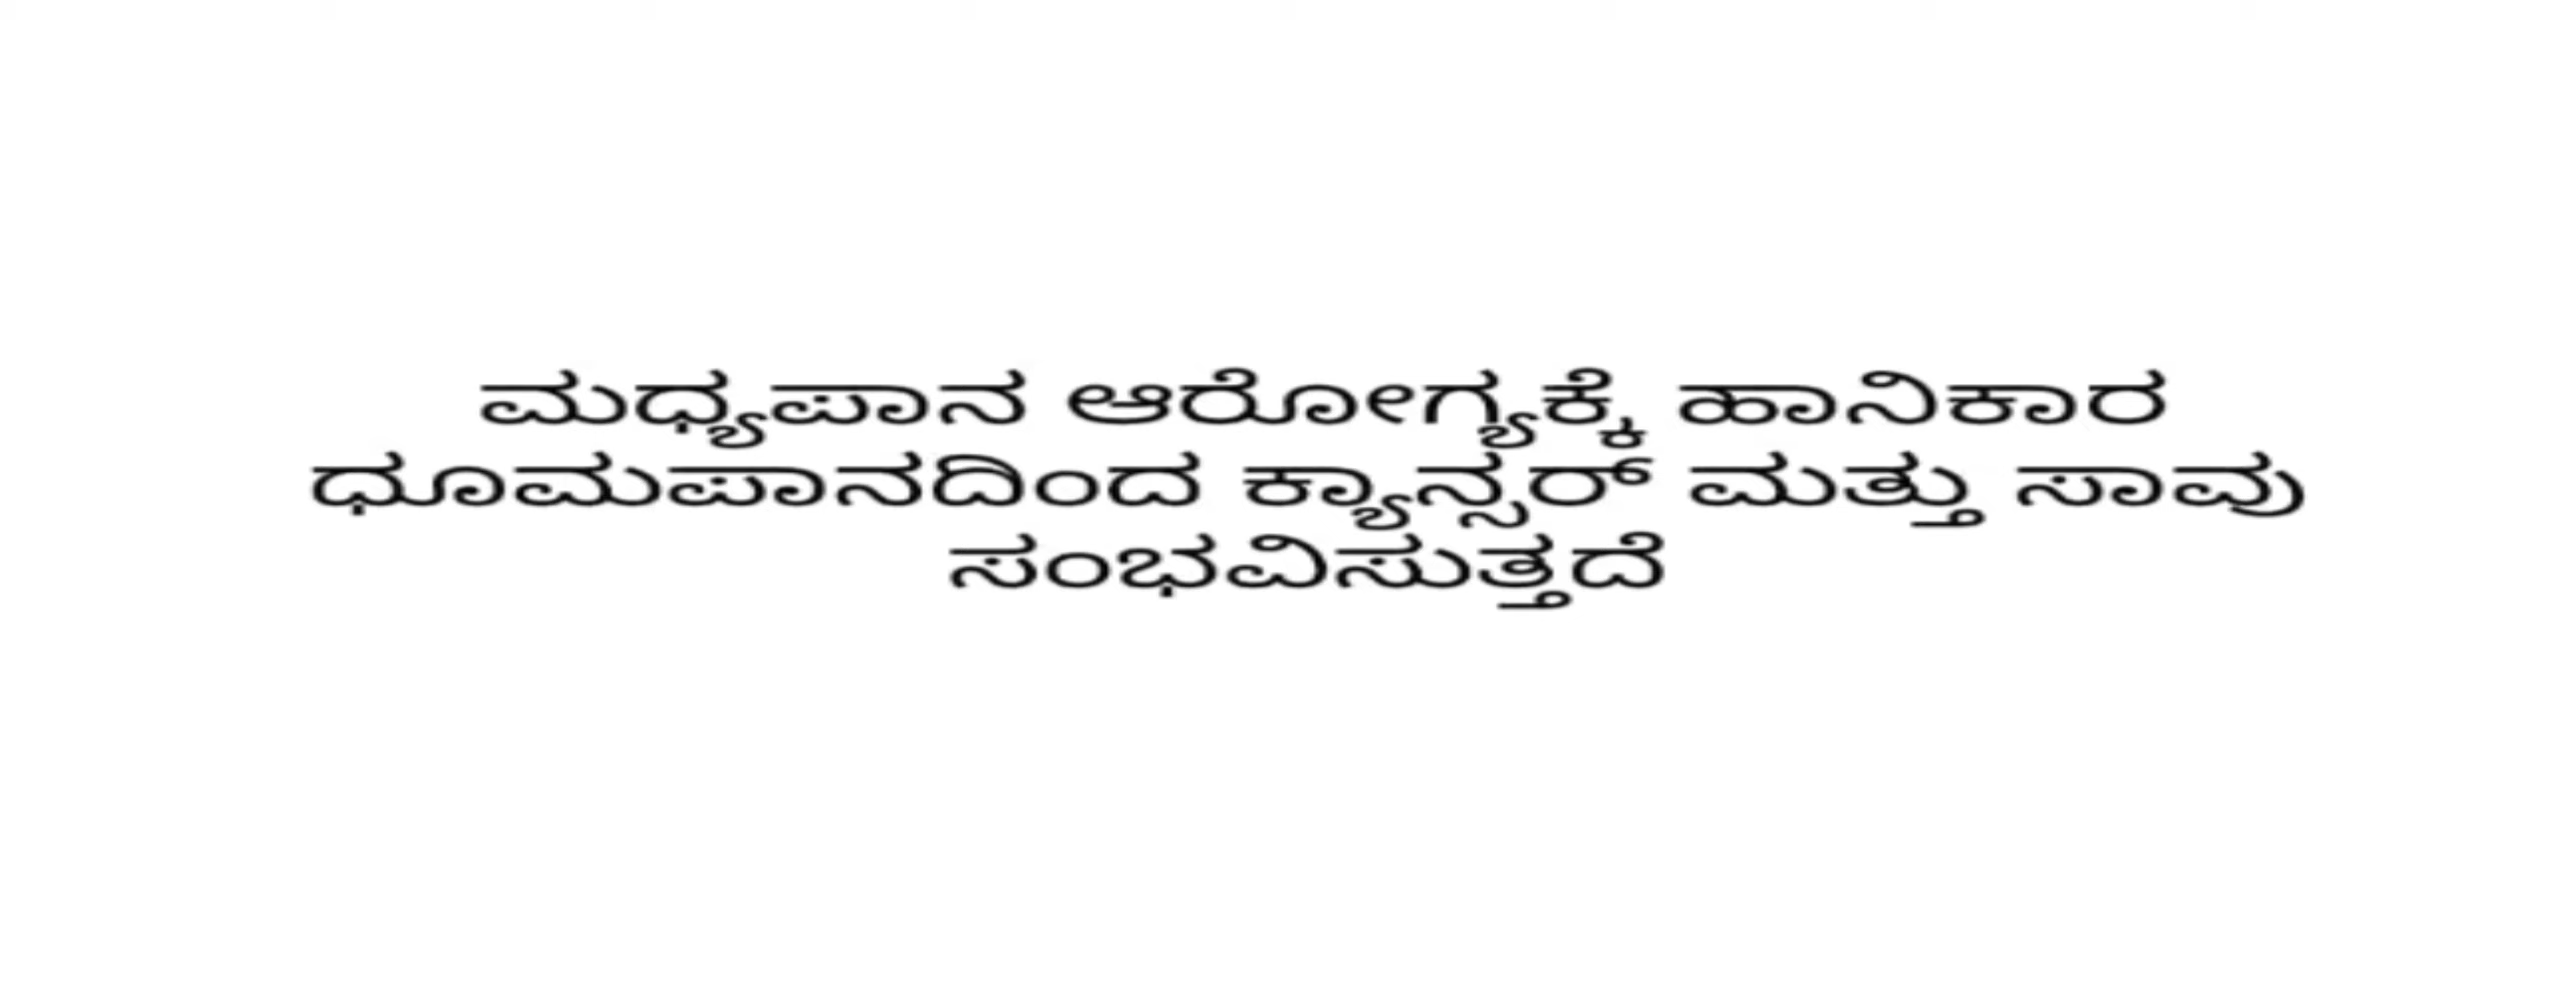 ಮಧ್ಯಪಾನ ಆರೋಗ್ಯಕ್ಕೆ ಹಾನಿಕಾರ
ಧೂಮಪಾನದಿಂದ ಕ್ಯಾನ್ಸರ್ ಮತ್ತು ಸಾವು
ಸಂಭವಿಸುತ್ತದೆ